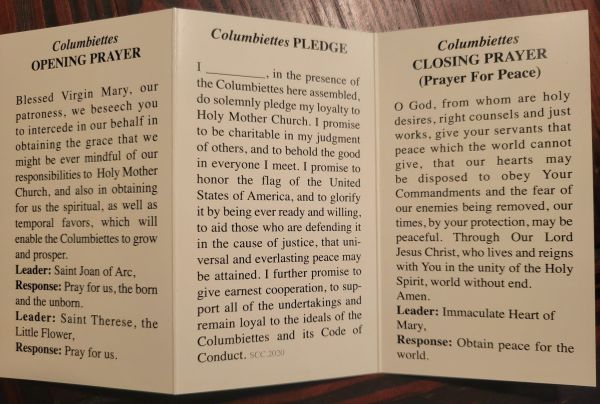 Columbiettes
OPENING PRAYER
Blessed Virgin Mary, our
patroness, we beseech you
to intercede in our behalf in
obtaining the grace that we
might be ever mindful of our
responsibilities to Holy Mother
Church, and also in obtaining
for us the spiritual, as well as
temporal favors, which will
enable the Columbiettes to grow
and prosper.
Leader: Saint Joan of Arc,
Response: Pray for us, the born
and the unborn.
Leader: Saint Therese, the
Little Flower,
Response: Pray for us.
Columbiettes PLEDGE
I __________, in the presence of
the Columbiettes here assembled,
do solemnly pledge my loyalty to
Holy Mother Church. I promise
to be charitable in my judgment
of others, and to behold the good
in everyone I meet. I promise to
honor the flag of the United
States of America, and to glorify
it by being ever ready and willing,
to aid those who are defending it
in the cause of justice, that uni-
versal and everlasting peace may
be attained. I further promise to
give earnest cooperation, to sup-
port all of the undertakings and
remain loyal to the ideals of the
Columbiettes and its Code of
Conduct. SCC.2020
Columbiettes
CLOSING PRAYER
(Prayer For Peace)
O God, from whom are holy
desires, right counsels and just
works, give your servants that
peace which the world cannot
give, that our hearts may
be disposed to obey Your
Commandments and the fear of
our enemies being removed, our
times, by your protection, may be
peaceful. Through Our Lord
Jesus Christ, who lives and reigns
with You in the unity of the Holy
Spirit, world without end.
Amen.
Leader: Immaculate Heart of
Mary,
Response: Obtain peace for the
world.